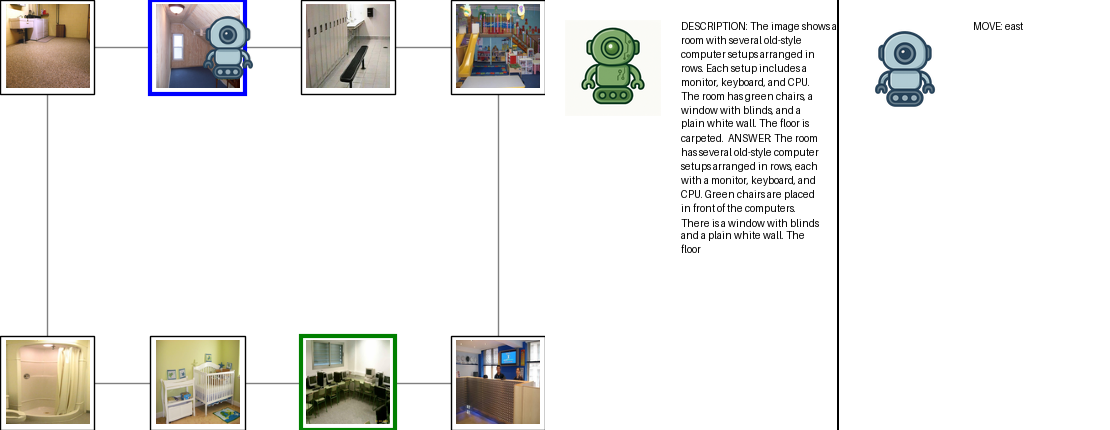 DESCRIPTION: The image shows a
room with several old-style
computer setups arranged in
rows. Each setup includes a
monitor, keyboard, and CPU.
The room has green chairs, a
window with blinds, and a
plain white wall. The floor is
carpeted. ANSWER: The room
has several old-style computer
setups arranged in rows, each
with a monitor, keyboard, and
CPU. Green chairs are placed
in front of the computers.
There is a window with blinds
and a plain white wall. The
floor
MOVE: east